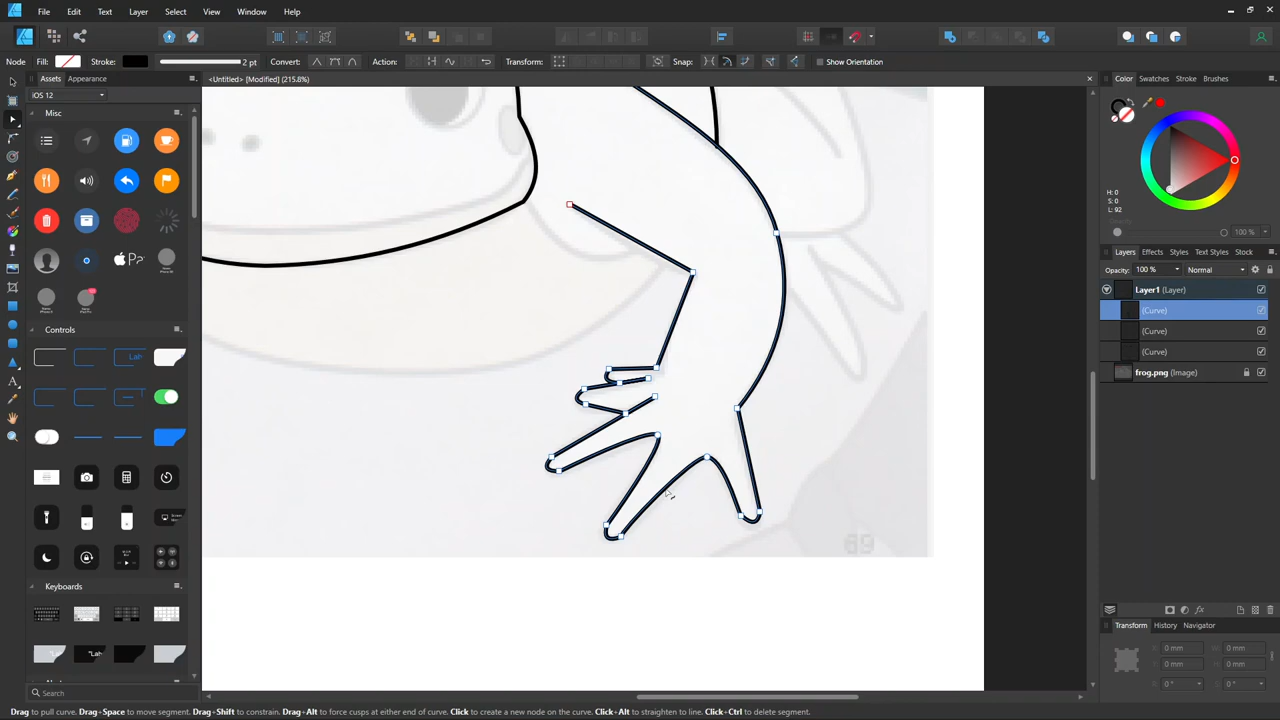 File Edit Text Layer Select View Window Help
Node: Fill: Stroke: 2 pt Convert: Action: Transform: Snap: Show Orientation
Assets Appearance
<Untitled> [Modified] (215.8%)
iOS 12
Misc
Controls
Keyboards
Search
Color Swatches Stroke Brushes
H: 0
S: 0
L: 92
Opacity
100 %
Layers Effects Styles Text Styles Stock
Opacity: 100 % Normal
Layer1 (Layer)
(Curve)
(Curve)
(Curve)
frog.png (Image)
Transform History Navigator
X: 0 mm W: 0 mm
Y: 0 mm H: 0 mm
R: 0 ° S: 0 °
Drag to pull curve. Drag+Space to move segment. Drag+Shift to constrain. Drag+Alt to force cusps at either end of curve. Click to create a new node on the curve. Click+Alt to straighten to line. Click+Ctrl to delete segment.